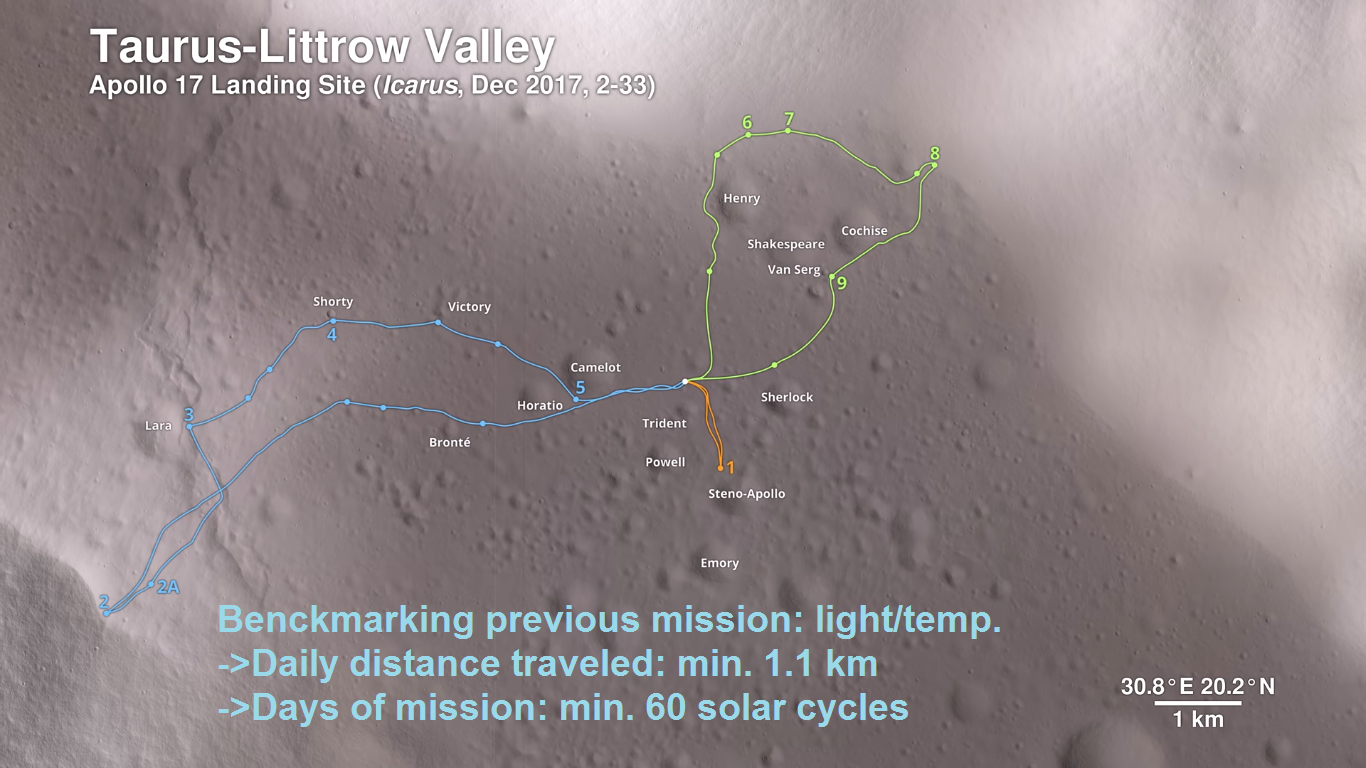 Taurus-Littrow Valley
Apollo 17 Landing Site (Icarus, Dec 2017, 2-33)
6
7
8
Henry
Cochise
Shakespeare
Van Serg
9
Shorty
4
Victory
Camelot
5
Horatio
Sherlock
3
Lara
Trident
Bronté
Powell
1
Steno-Apollo
Emory
2A
2
Benckmarking previous mission: light/temp.
->Daily distance traveled: min. 1.1 km
->Days of mission: min. 60 solar cycles
30.8°E 20.2°N
1 km